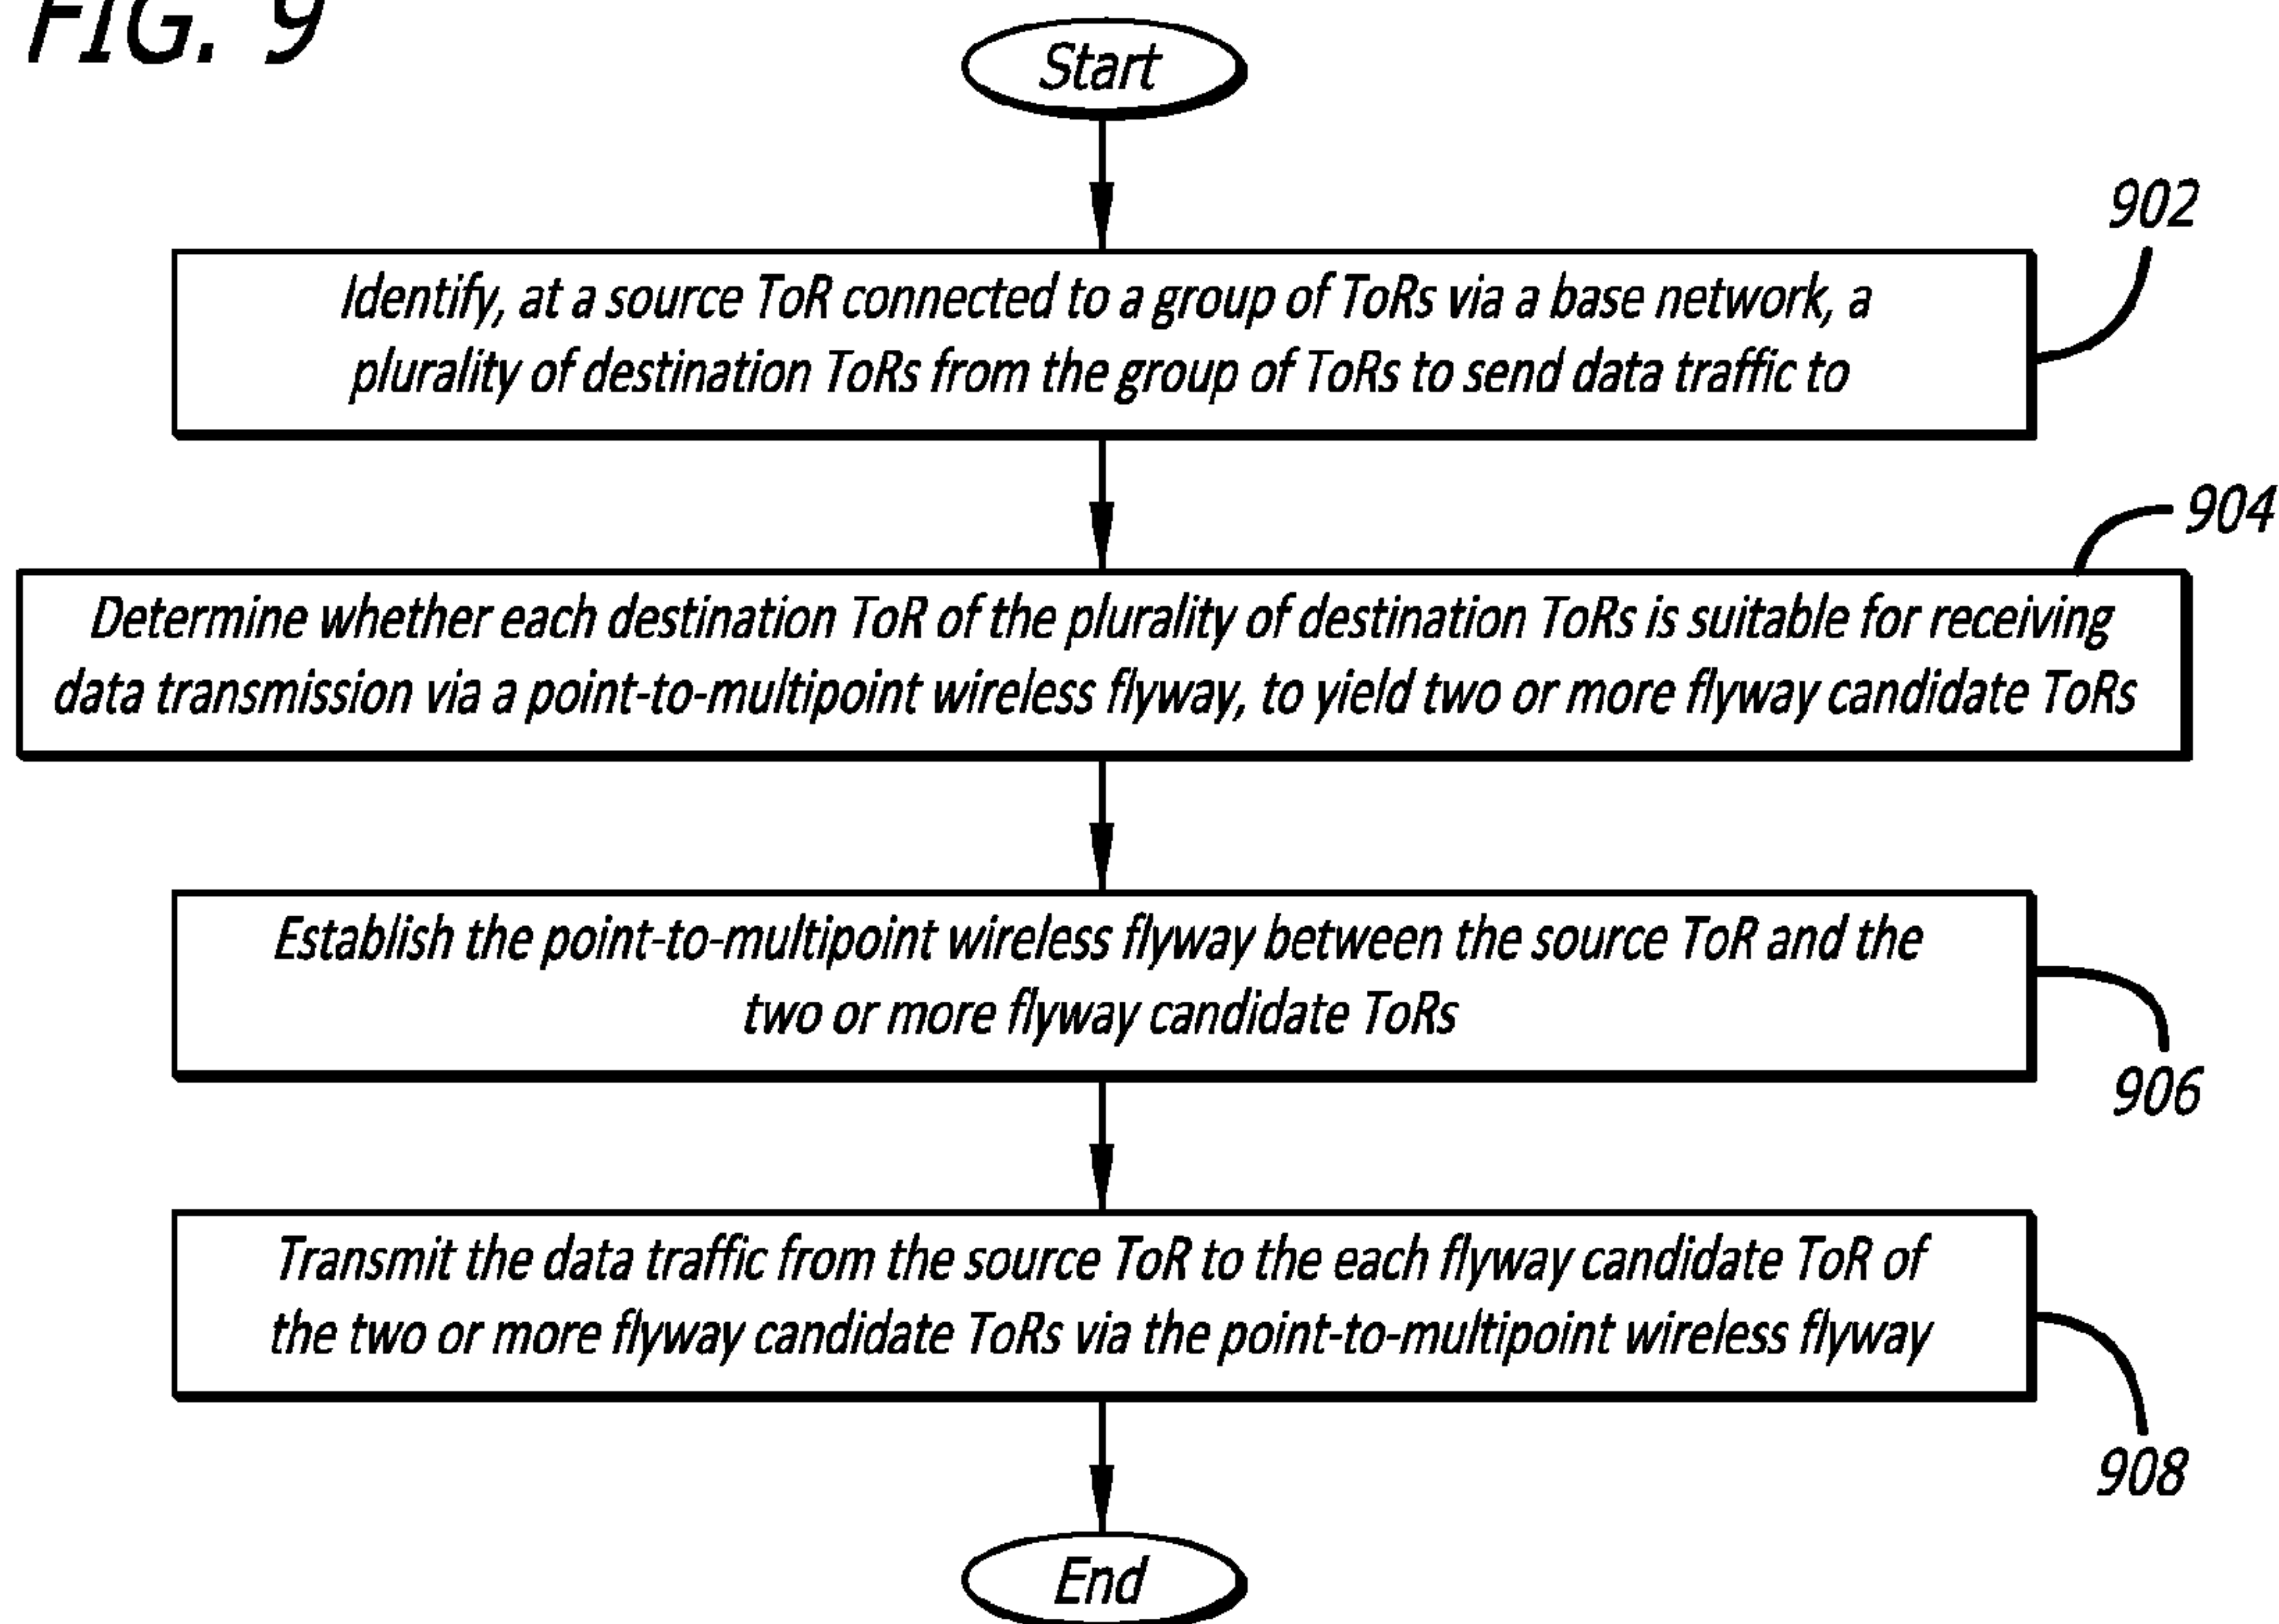 FIG. 9
Start
902
Identify, at a source ToR connected to a group of ToRs via a base network, a
plurality of destination ToRs from the group of ToRs to send data traffic to
904
Determine whether each destination ToR of the plurality of destination ToRs is suitable for receiving
data transmission via a point-to-multipoint wireless flyway, to yield two or more flyway candidate ToRs
Establish the point-to-multipoint wireless flyway between the source ToR and the
two or more flyway candidate ToRs
906
Transmit the data traffic from the source ToR to the each flyway candidate ToR of
the two or more flyway candidate ToRs via the point-to-multipoint wireless flyway
908
End